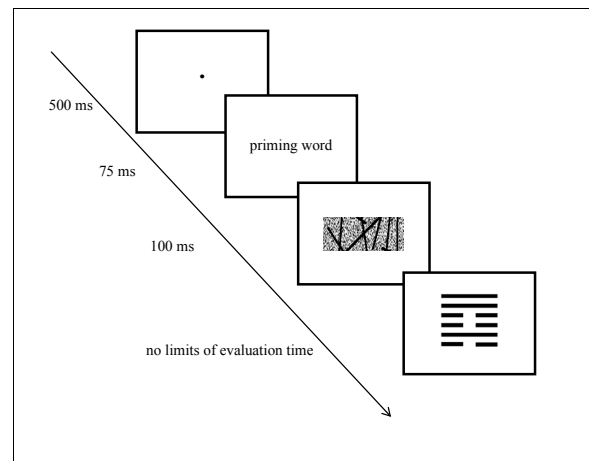 500 ms
priming word
75 ms
100 ms
no limits of evaluation time